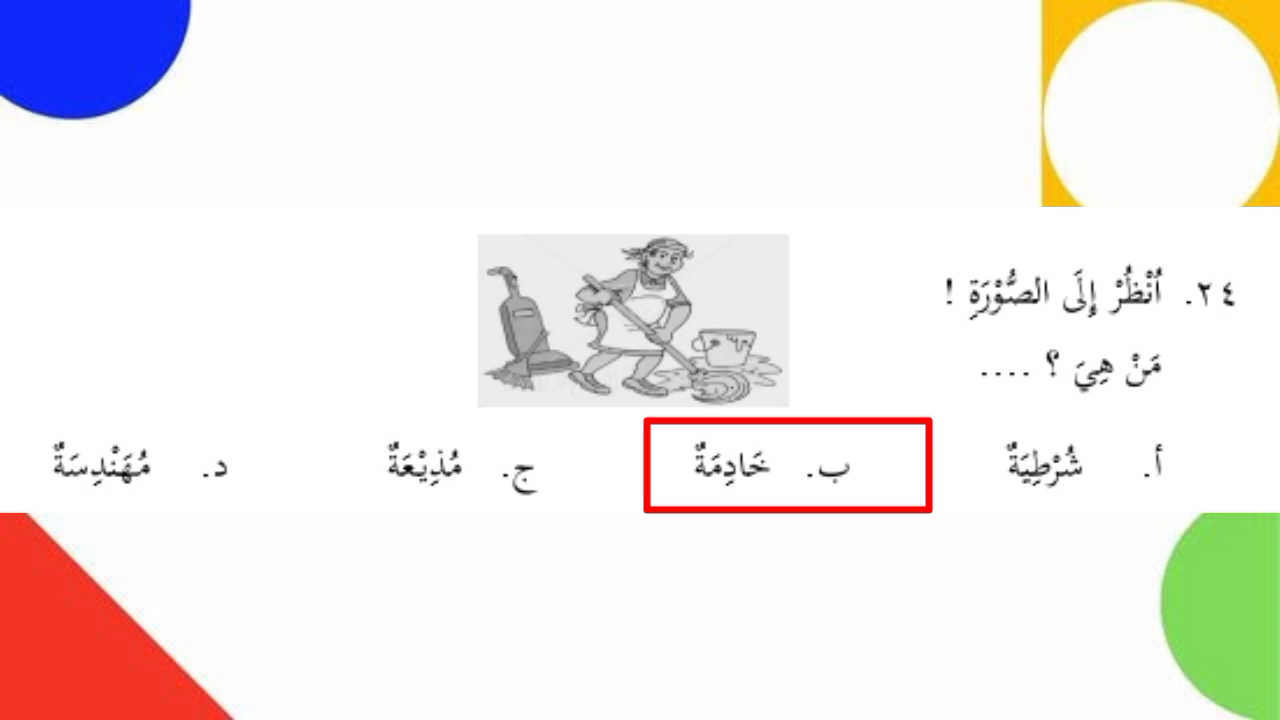 ٢٤. اُنْظُرْ إِلَى الصُّوْرَةِ !
مَنْ هِيَ ؟ ....
أ. شُرْطِيَةٌ ب. خَادِمَةٌ ج. مُذِيْعَةٌ د. مُهَنْدِسَةٌ